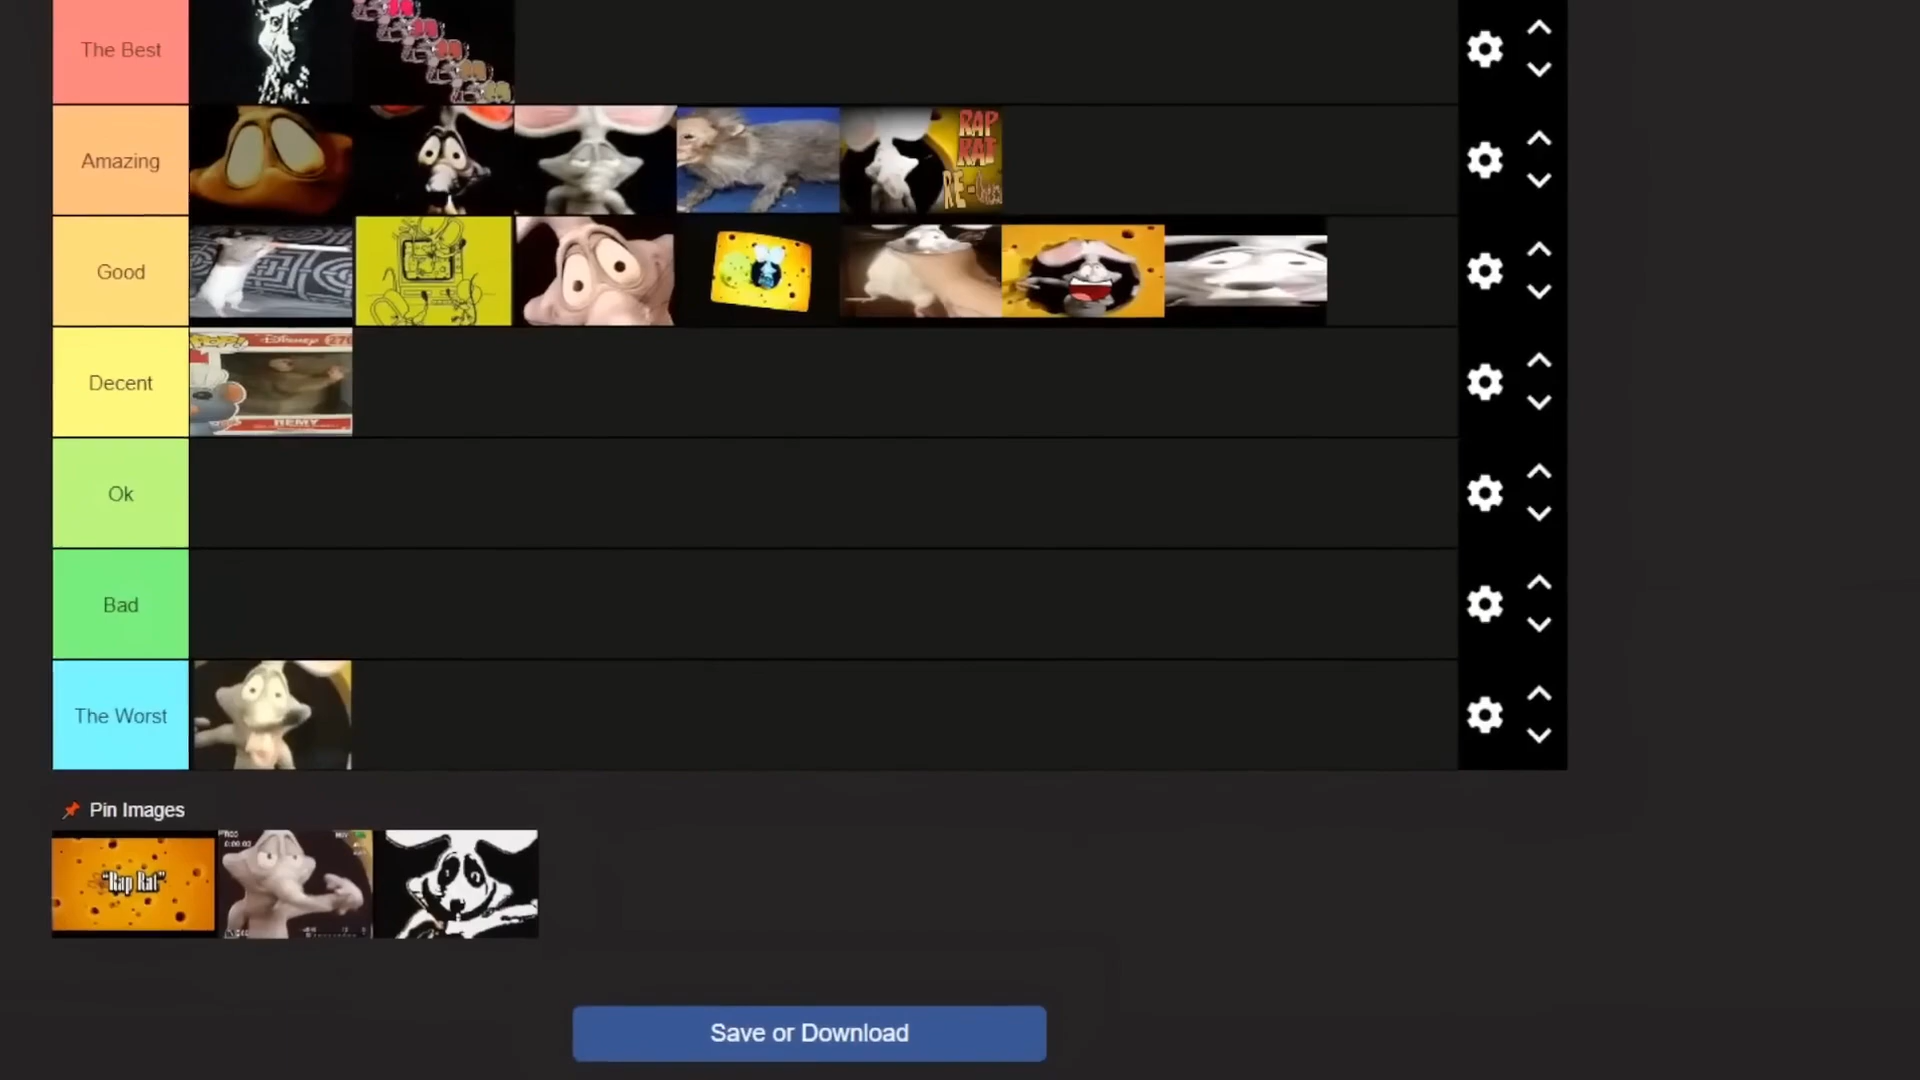 The Best
Amazing
RAP
RAT
Good
Decent
POP!
Disney
REMY
Ok
Bad
The Worst
Pin Images
"Rap Rat"
Save or Download